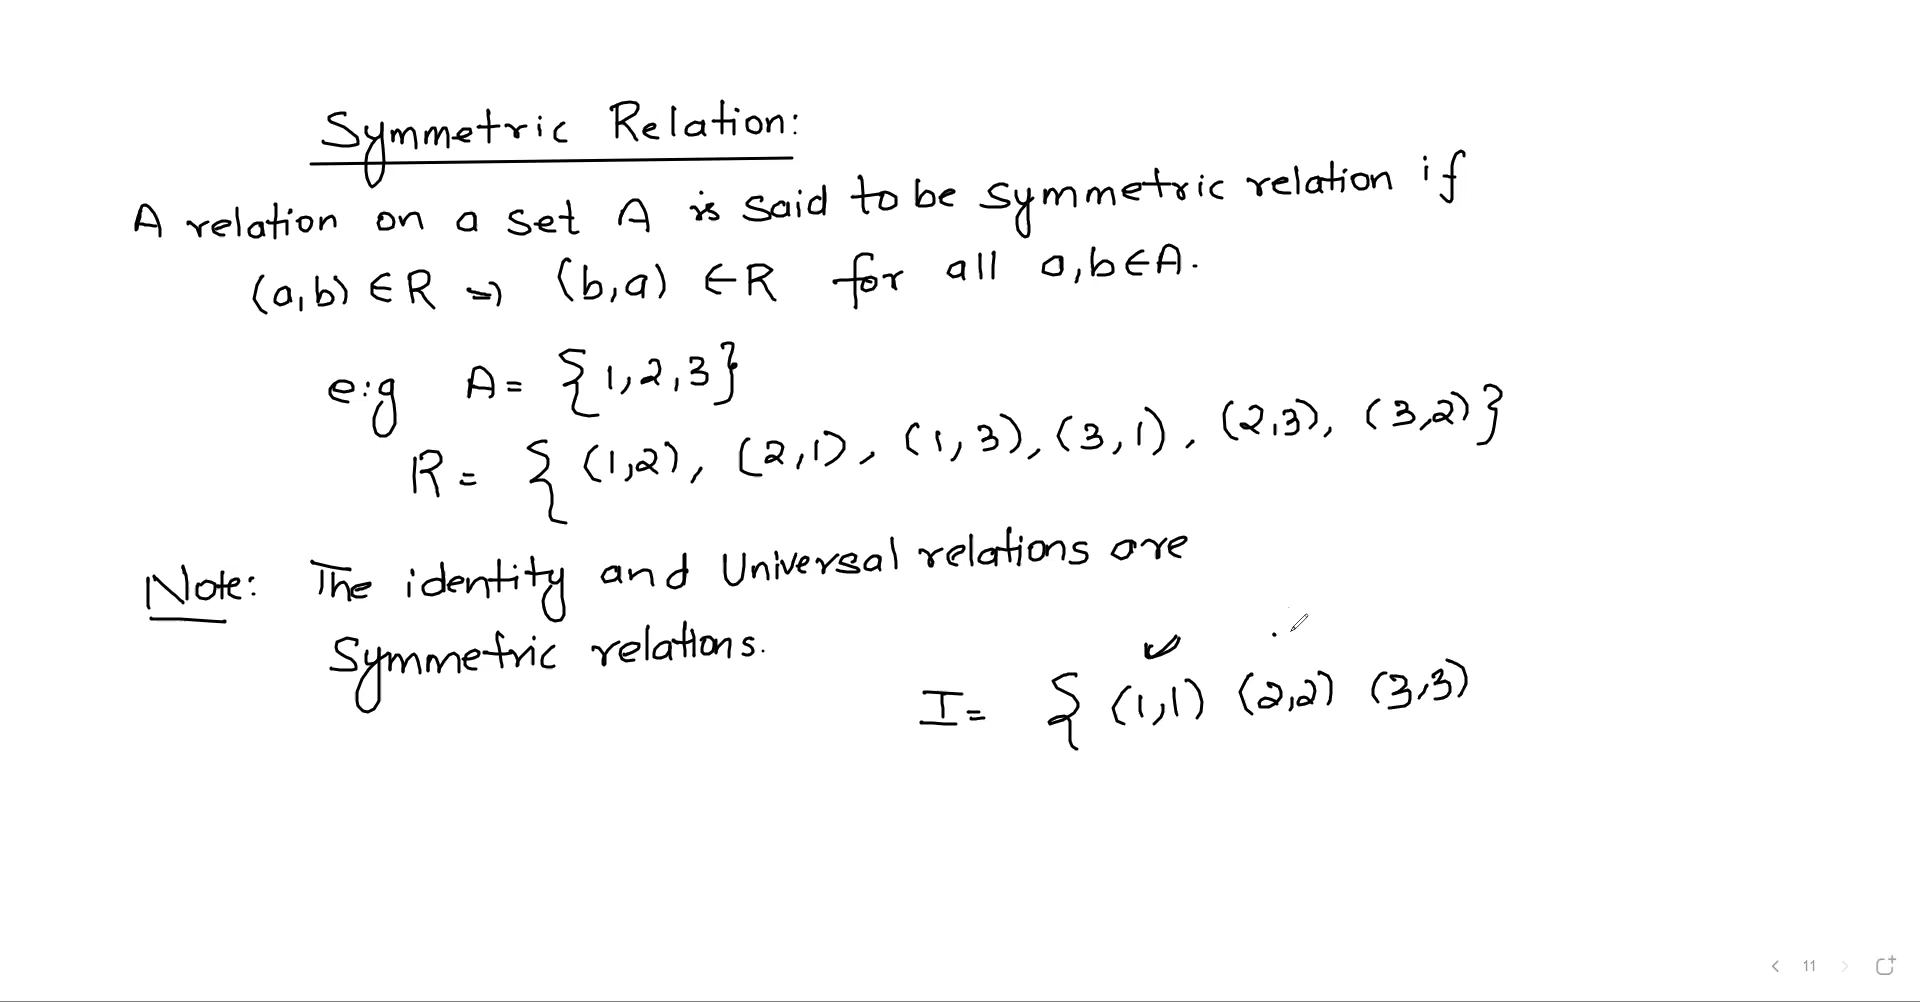 Symmetric Relation:
A relation on a set A is said to be symmetric relation if
(a,b) ∈ R ⇒ (b,a) ∈ R for all a,b ∈ A.
e:g A = {1,2,3}
R = { (1,2), (2,1), (1,3), (3,1), (2,3), (3,2)}
Note: The identity and Universal relations are
Symmetric relations.
I = { (1,1) (2,2) (3,3)
11